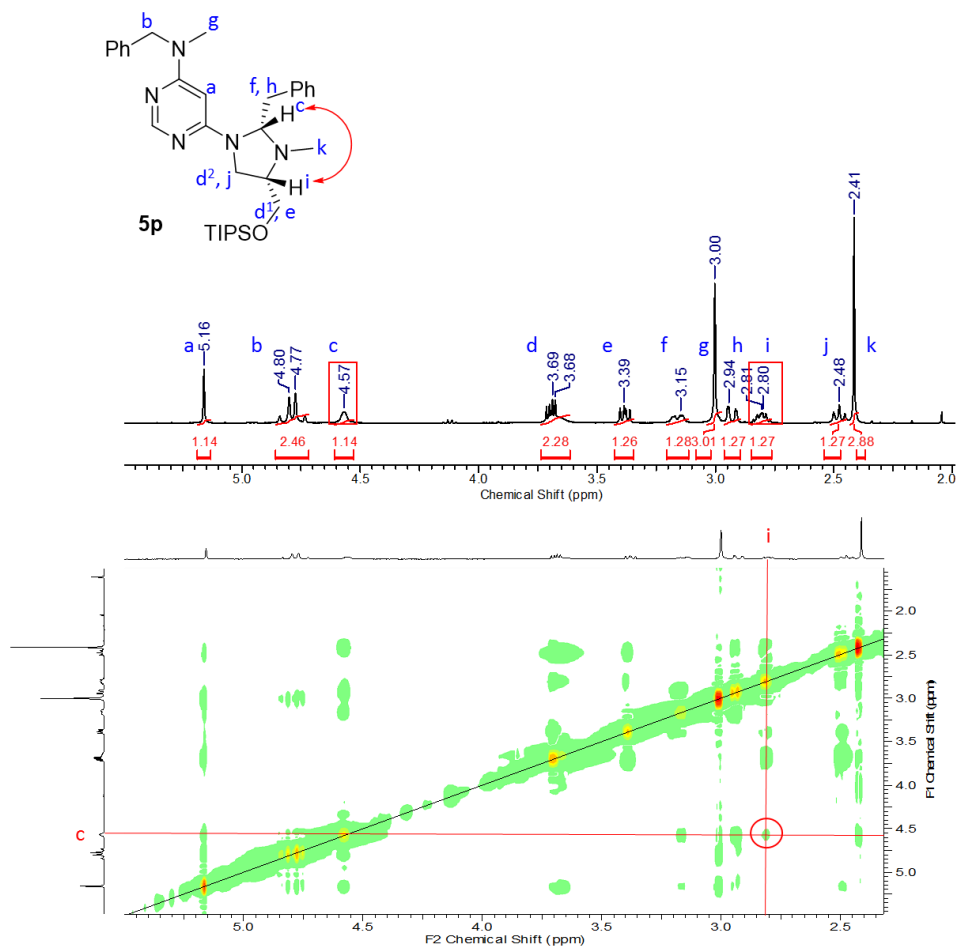 b
g
Ph
N
a
f, h
Ph
N
c
H
N
N
N
k
d², j
H
i
d¹, e
5p
TIPSO
a
5.16
b
4.80
4.77
c
4.57
d
3.69
3.68
e
3.39
f
3.15
g
3.00
h
2.94
i
2.81
2.80
j
2.48
2.41
k
1.14
2.46
1.14
2.28
1.26
1.28
3.01
1.27
1.27
1.27
2.88
5.0
4.5
4.0
3.5
3.0
2.5
2.0
Chemical Shift (ppm)
i
2.0
2.5
3.0
3.5
4.0
4.5
5.0
F1 Chemical Shift (ppm)
c
5.0
4.5
4.0
3.5
3.0
2.5
F2 Chemical Shift (ppm)